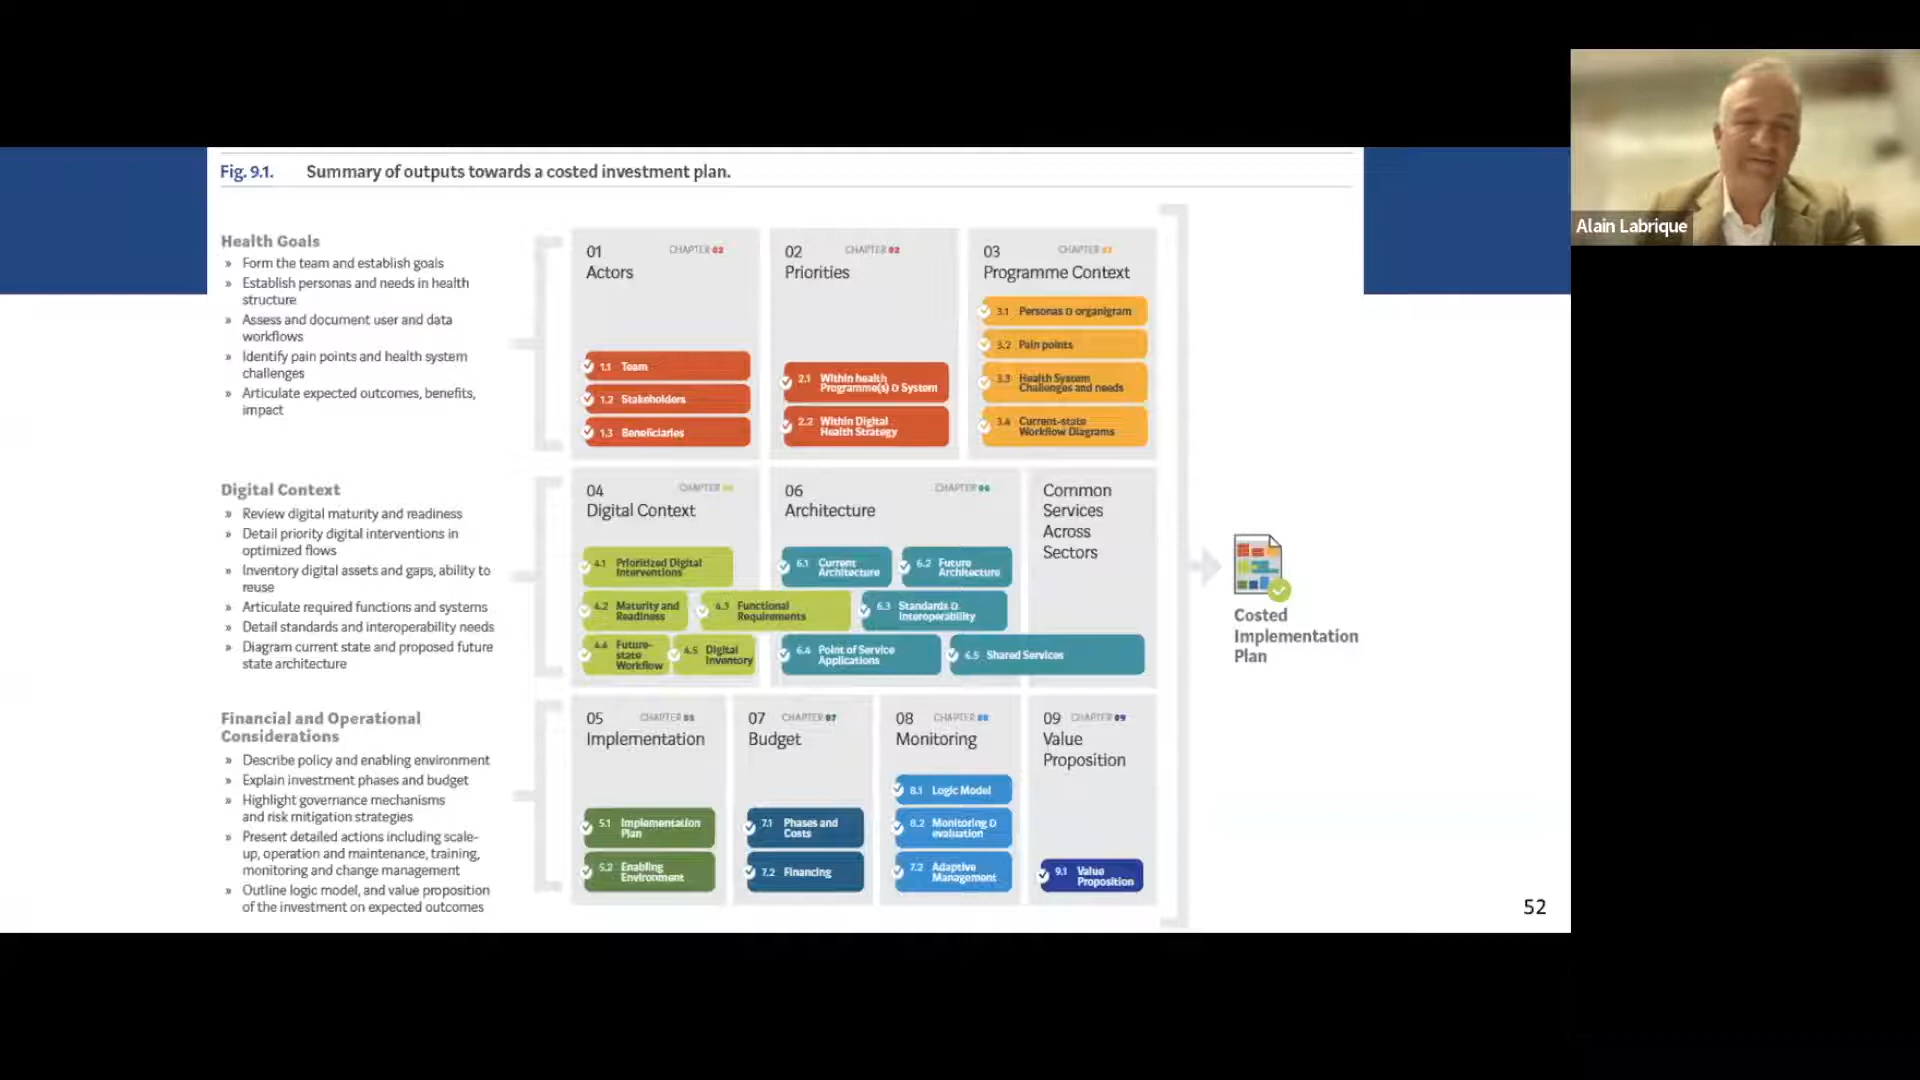 Fig. 9.1. Summary of outputs towards a costed investment plan.
Alain Labrique
Health Goals
» Form the team and establish goals
» Establish personas and needs in health
structure
» Assess and document user and data
workflows
» Identify pain points and health system
challenges
» Articulate expected outcomes, benefits,
impact
01 CHAPTER 02
Actors
1.1 Team
1.2 Stakeholders
1.3 Beneficiaries
02 CHAPTER 02
Priorities
2.1 Within health
Programme(s) & System
2.2 Within Digital
Health Strategy
03 CHAPTER
Programme Context
3.1 Personas & organigram
3.2 Pain points
3.3 Health System
Challenges and needs
3.4 Current-state
Workflow Diagrams
Digital Context
» Review digital maturity and readiness
» Detail priority digital interventions in
optimized flows
» Inventory digital assets and gaps, ability to
reuse
» Articulate required functions and systems
» Detail standards and interoperability needs
» Diagram current state and proposed future
state architecture
04 CHAPTER
Digital Context
4.1 Prioritized Digital
Interventions
4.2 Maturity and
Readiness
4.3 Functional
Requirements
4.4 Future-
state
Workflow
4.5 Digital
Inventory
06 CHAPTER 06
Architecture
6.1 Current
Architecture
6.2 Future
Architecture
6.3 Standards &
Interoperability
6.4 Point of Service
Applications
6.5 Shared Services
Common
Services
Across
Sectors
Financial and Operational
Considerations
» Describe policy and enabling environment
» Explain investment phases and budget
» Highlight governance mechanisms
and risk mitigation strategies
» Present detailed actions including scale-
up, operation and maintenance, training,
monitoring and change management
» Outline logic model, and value proposition
of the investment on expected outcomes
05 CHAPTER 05
Implementation
5.1 Implementation
Plan
5.2 Enabling
Environment
07 CHAPTER 07
Budget
7.1 Phases and
Costs
7.2 Financing
08 CHAPTER 08
Monitoring
8.1 Logic Model
8.2 Monitoring &
evaluation
7.2 Adaptive
Management
09 CHAPTER 09
Value
Proposition
9.1 Value
Proposition
Costed
Implementation
Plan
52